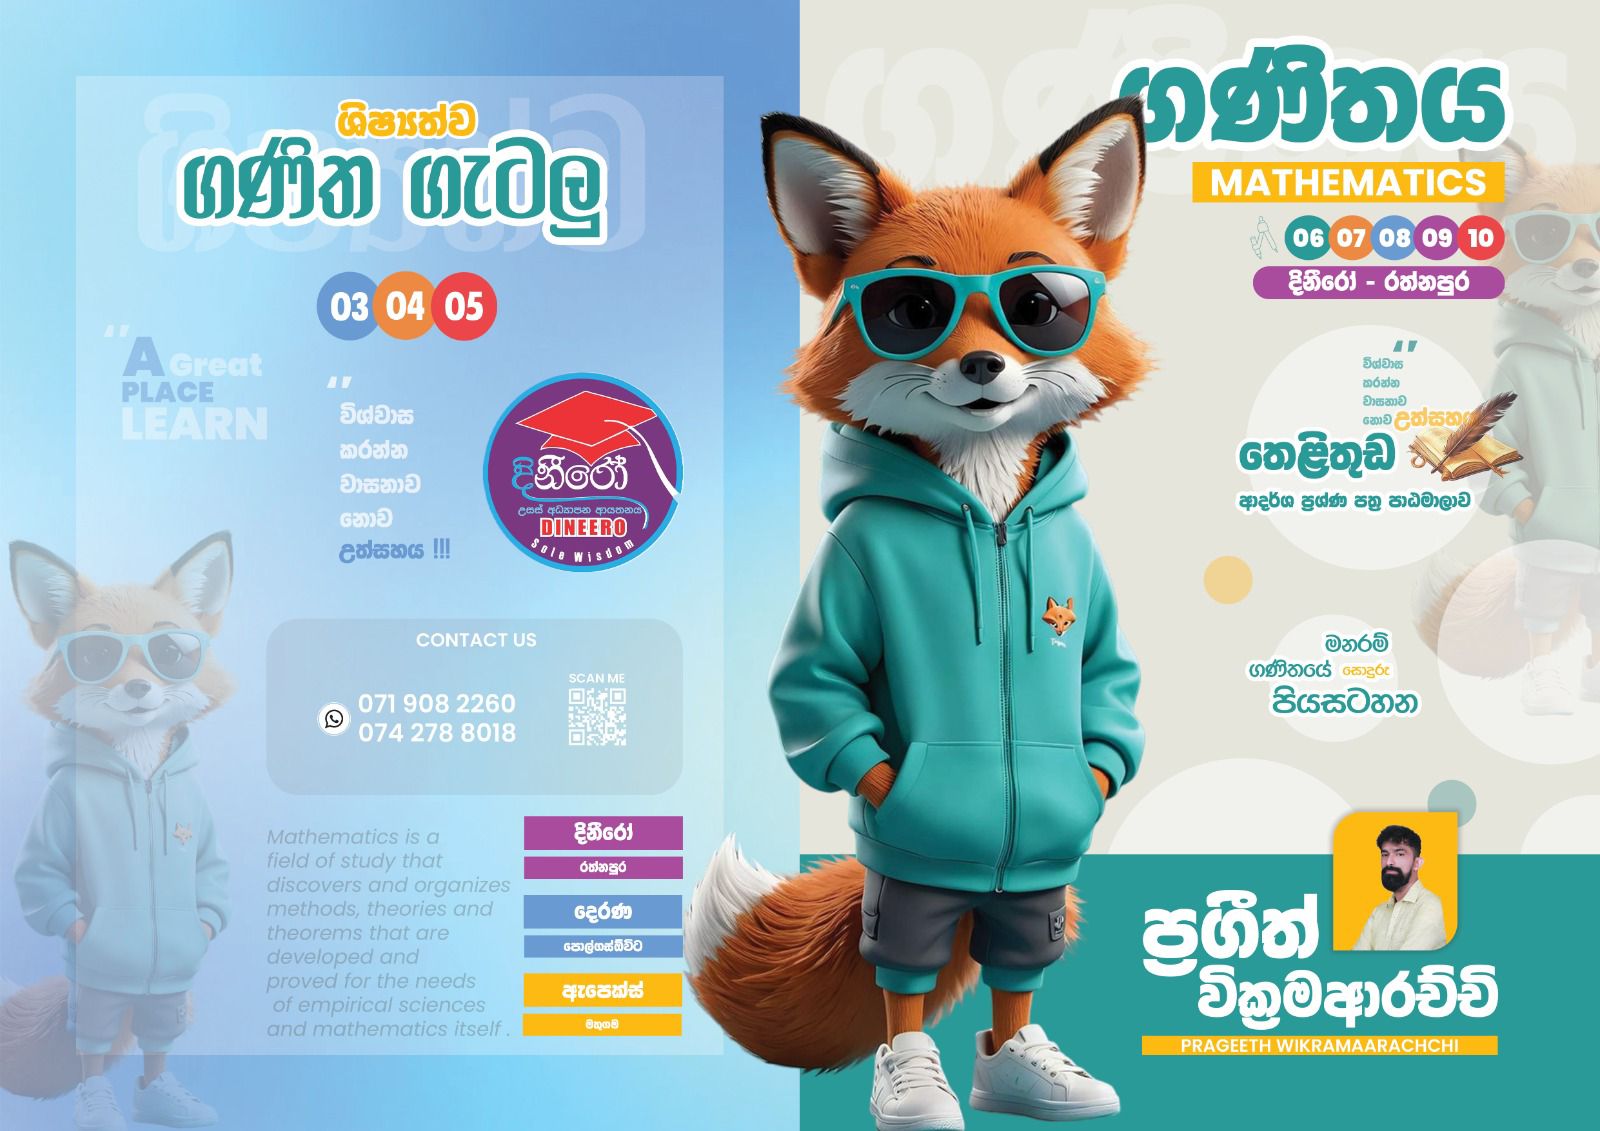 ශිෂ්‍යත්ව
ගණිත ගැටලු
03 04 05
"
A Great
PLACE
LEARN
"
විශ්වාස
කරන්න
වාසනාව
නොව
උත්සහය !!!
දිනීරෝ
උසස් අධ්‍යාපන ආයතනය
DINEERO
Sole Wisdom
CONTACT US
SCAN ME
071 908 2260
074 278 8018
Mathematics is a
field of study that
discovers and organizes
methods, theories and
theorems that are
developed and
proved for the needs
of empirical sciences
and mathematics itself .
දිනීරෝ
රත්නපුර
දෙරණ
පොල්ගස්ඕවිට
ඇපෙක්ස්
මතුගම
ගණිතය
MATHEMATICS
06 07 08 09 10
දිනීරෝ - රත්නපුර
"
විශ්වාස
කරන්න
වාසනාව
නොව උත්සහය
තෙළිතුඩ
ආදර්ශ ප්‍රශ්ණ පත්‍ර පාඨමාලාව
මනරම්
ගණිතයේ සොදුරු
පියසටහන
ප්‍රගීත්
වික්‍රමආරච්චි
PRAGEETH WIKRAMAARACHCHI